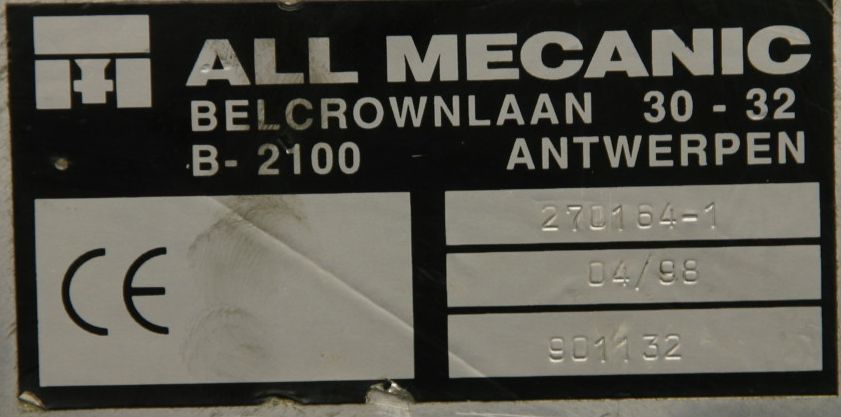 ALL MECANIC
BELCROWNLAAN 30 - 32
B- 2100 ANTWERPEN
CE
270164-1
04/98
901132